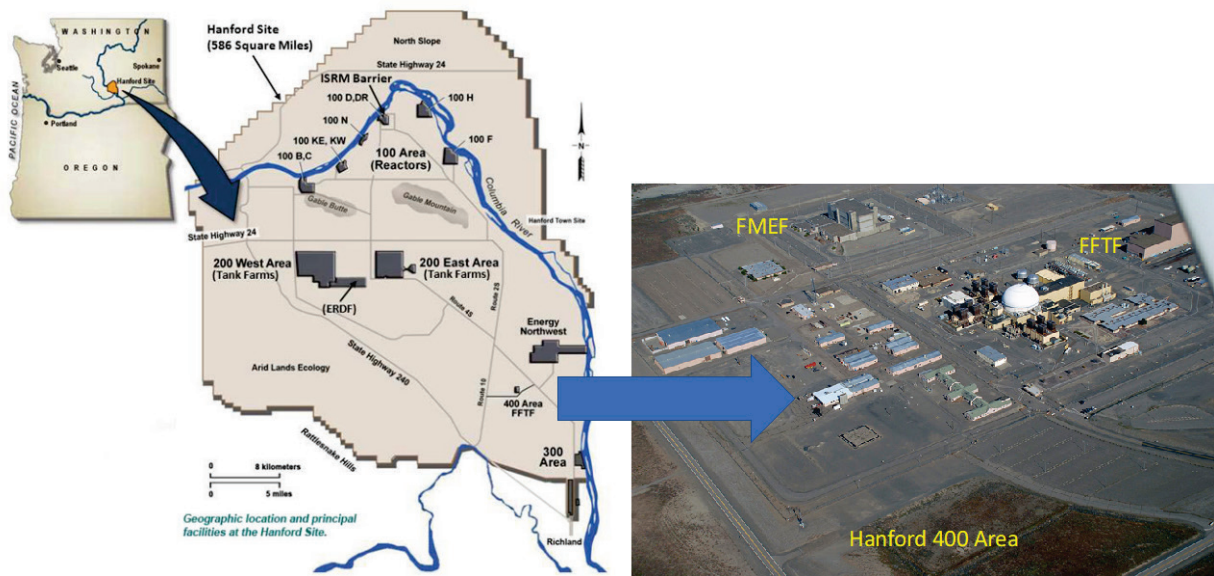 WASHINGTON
Seattle
Spokane
Hanford Site
PACIFIC OCEAN
Portland
OREGON
Hanford Site
(586 Square Miles)
North Slope
State Highway 24
ISRM Barrier
100 D,DR
100 H
100 N
100 KE, KW
100 F
100 B,C
100 Area
(Reactors)
N
Gable Butte
Gable Mountain
Columbia River
Hanford Town Site
State Highway 24
200 West Area
(Tank Farms)
200 East Area
(Tank Farms)
(ERDF)
Route 4S
Route 2S
Energy
Northwest
State Highway 240
Arid Lands Ecology
Route 10
400 Area
FFTF
Rattlesnake Hills
300
Area
0 8 kilometers
0 5 miles
Geographic location and principal
facilities at the Hanford Site.
Richland
FMEF
FFTF
Hanford 400 Area